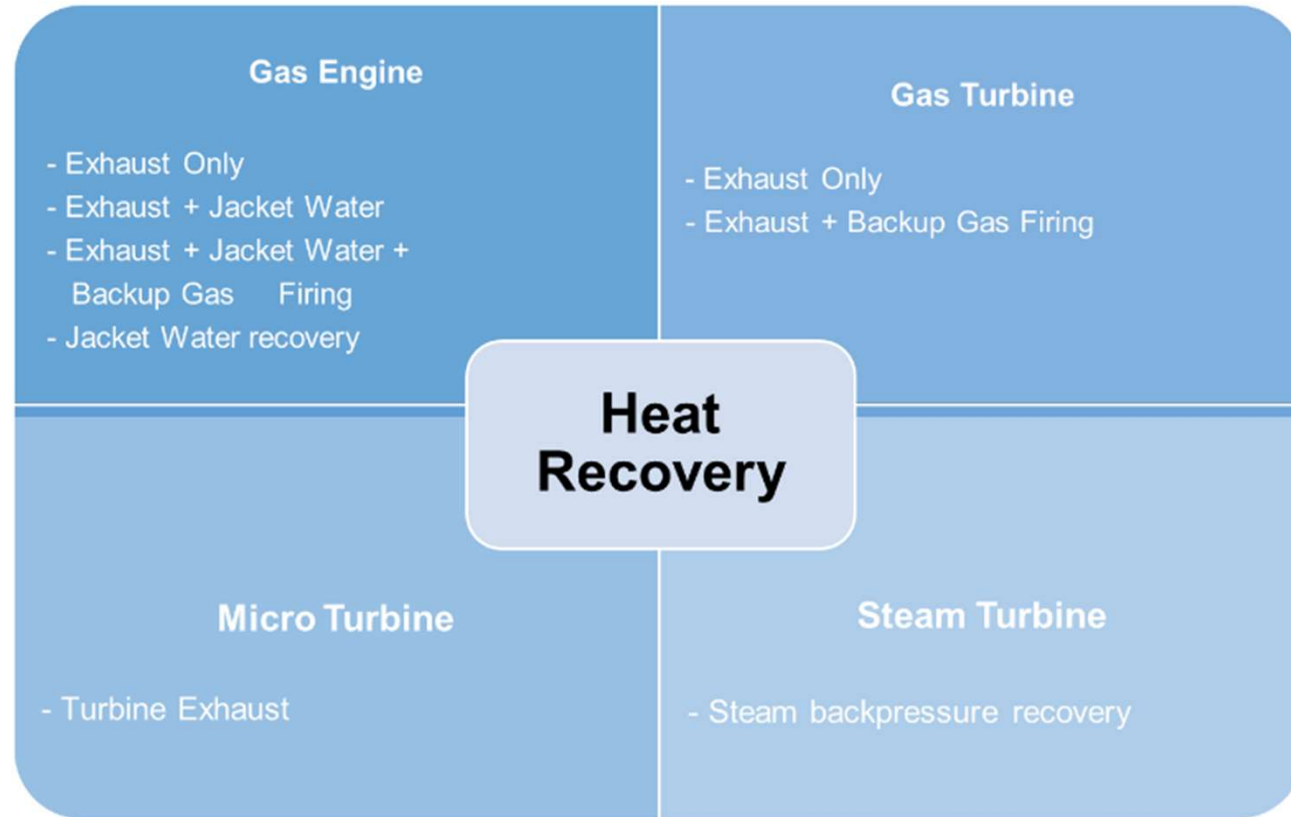 Gas Engine
- Exhaust Only
- Exhaust + Jacket Water
- Exhaust + Jacket Water +
Backup Gas Firing
- Jacket Water recovery
Gas Turbine
- Exhaust Only
- Exhaust + Backup Gas Firing
Heat
Recovery
Micro Turbine
- Turbine Exhaust
Steam Turbine
- Steam backpressure recovery